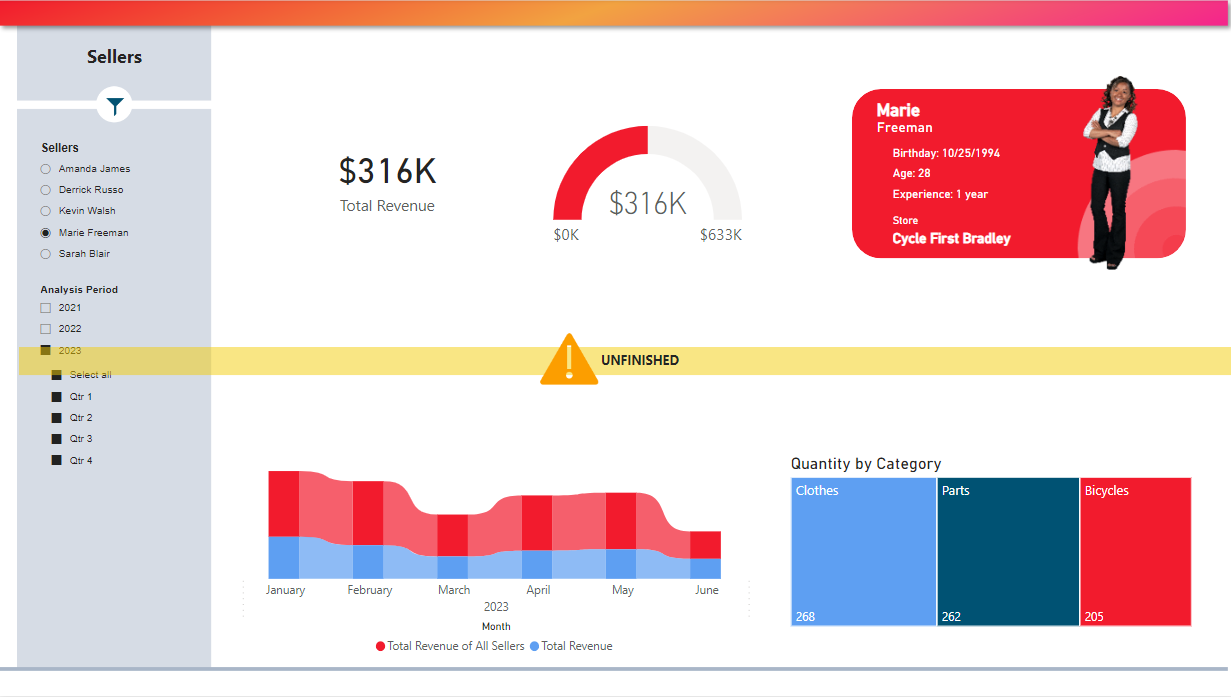 Sellers
Sellers
Amanda James
Derrick Russo
Kevin Walsh
Marie Freeman
Sarah Blair
Analysis Period
2021
2022
2023
Select all
Qtr 1
Qtr 2
Qtr 3
Qtr 4
$316K
Total Revenue
$316K
$0K
$633K
Marie
Freeman
Birthday: 10/25/1994
Age: 28
Experience: 1 year
Store
Cycle First Bradley
UNFINISHED
January February March April May June
2023
Month
Total Revenue of All Sellers Total Revenue
Quantity by Category
Clothes Parts Bicycles
268 262 205